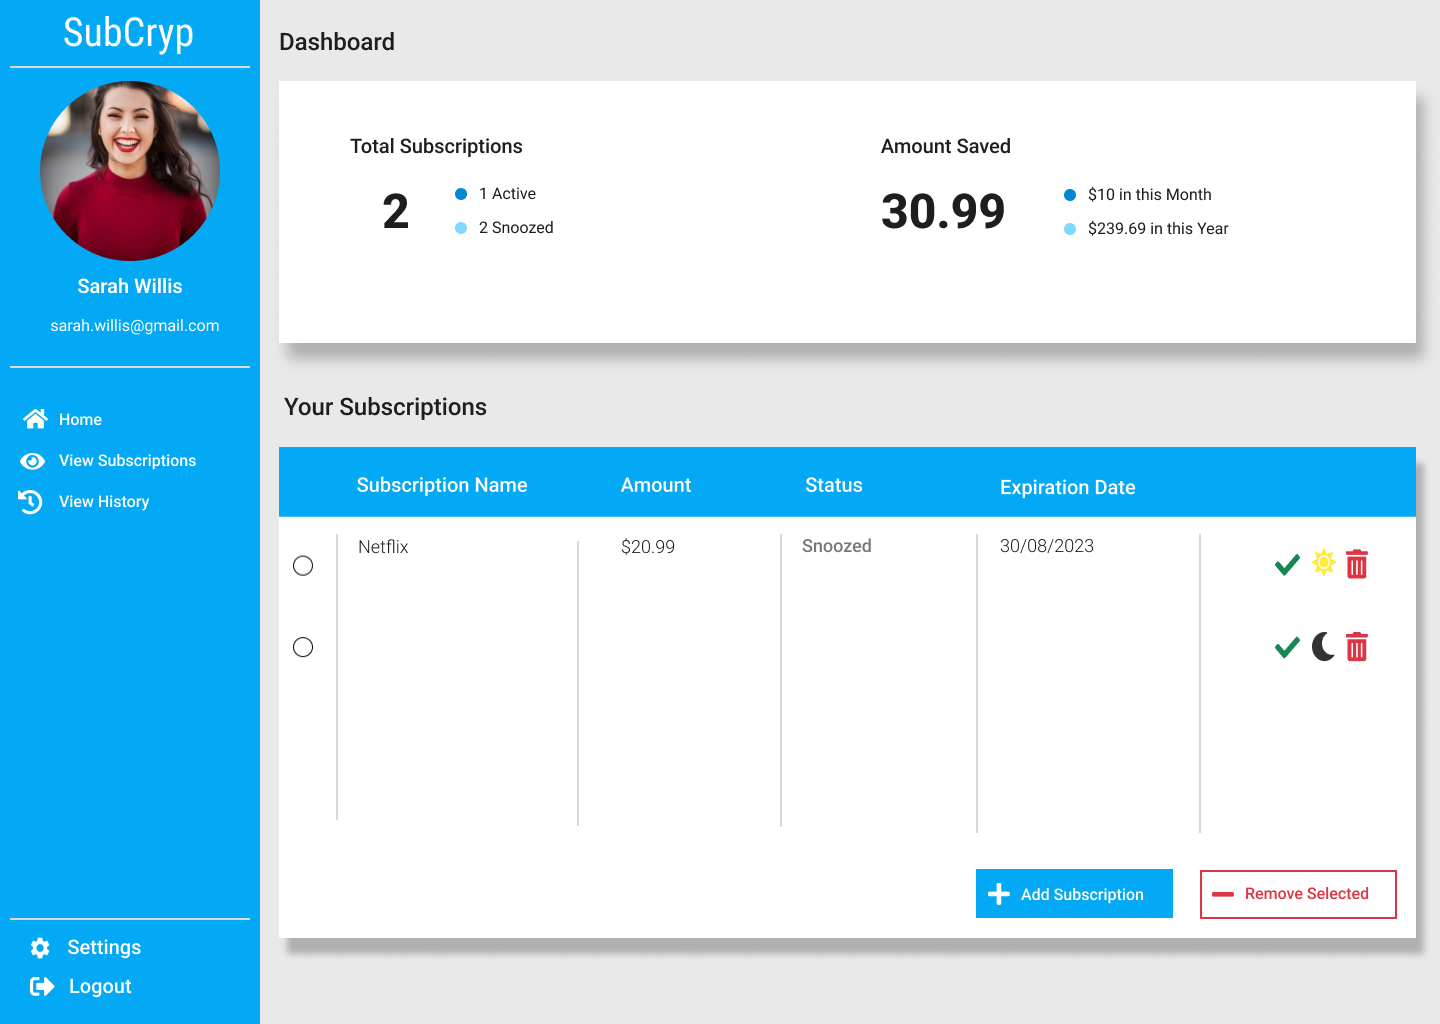 SubCryp
Sarah Willis
sarah.willis@gmail.com
Home
View Subscriptions
View History
Settings
Logout
Dashboard
Total Subscriptions
2
1 Active
2 Snoozed
Amount Saved
30.99
$10 in this Month
$239.69 in this Year
Your Subscriptions
Subscription Name Amount Status Expiration Date
Netflix $20.99 Snoozed 30/08/2023
Add Subscription
Remove Selected